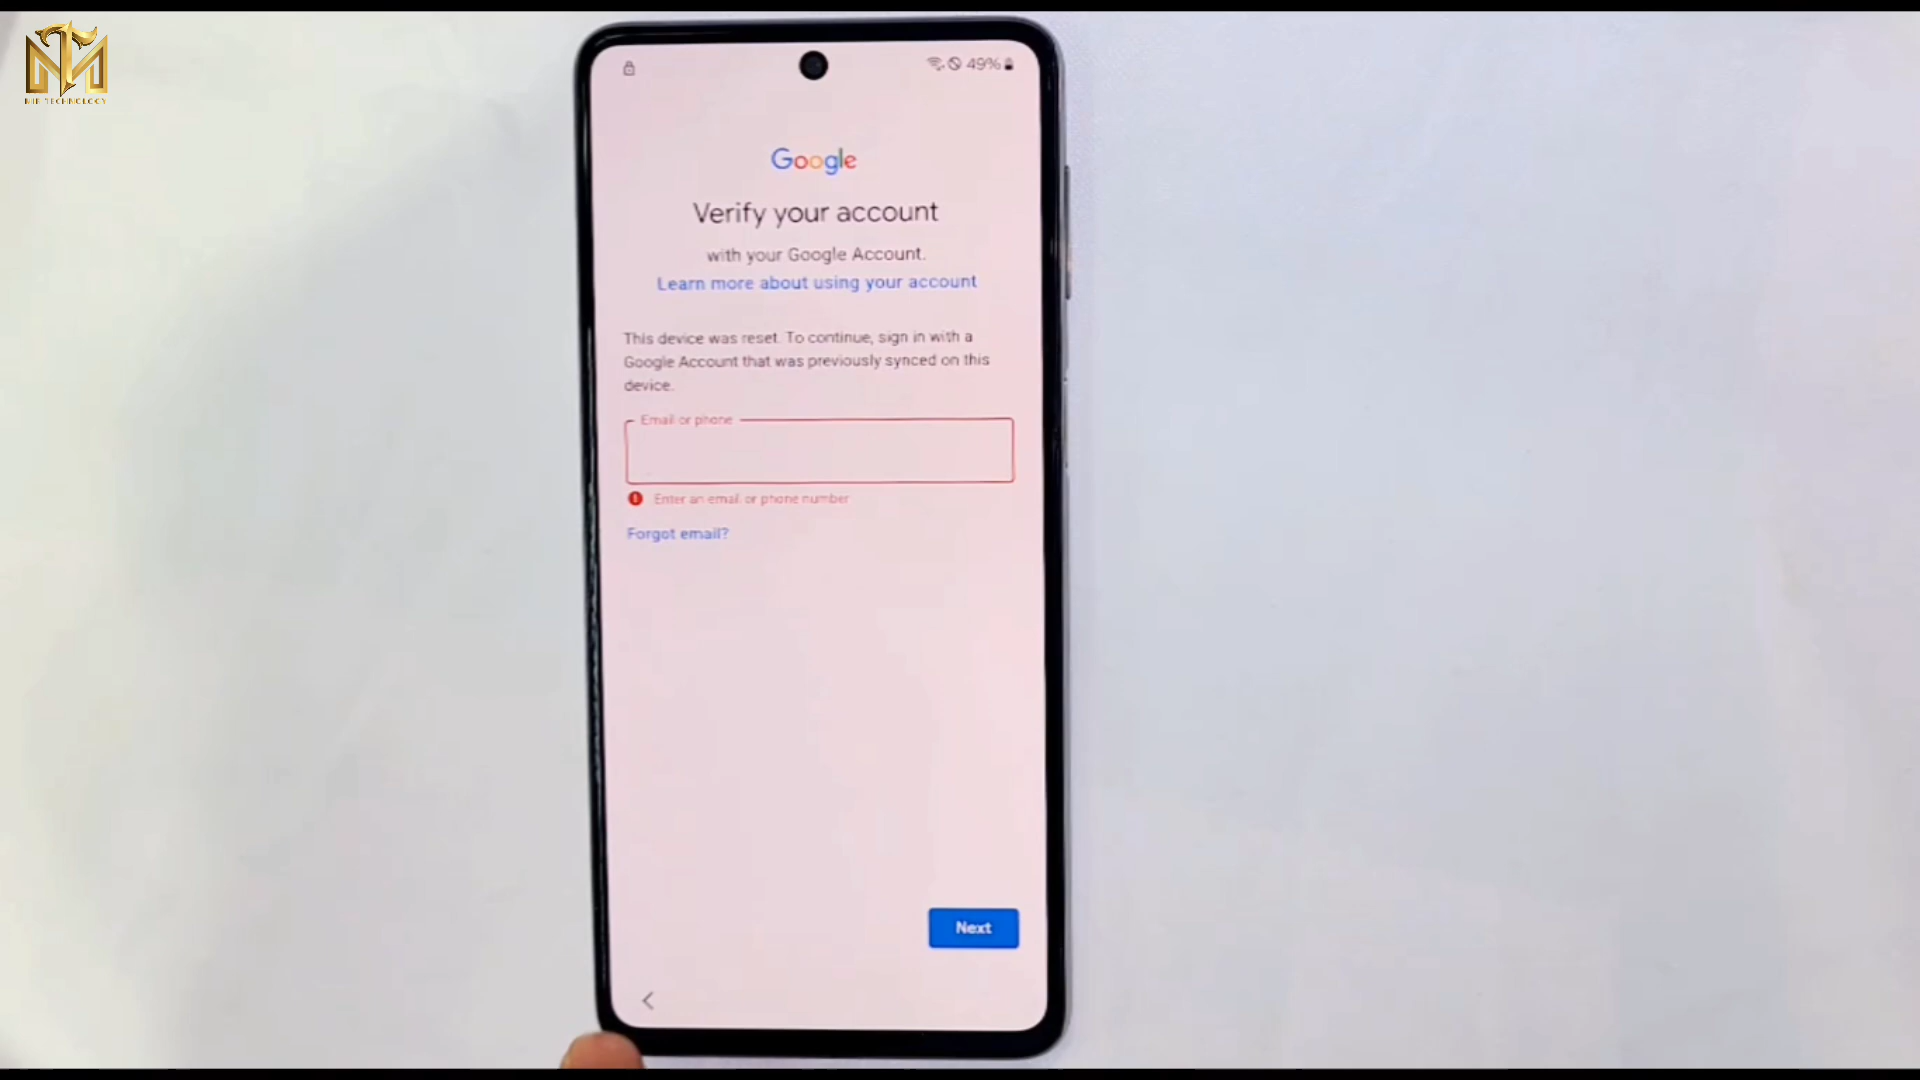 MIT TECHNOLOGY
49%
Google
Verify your account
with your Google Account.
Learn more about using your account
This device was reset. To continue, sign in with a
Google Account that was previously synced on this
device.
Email or phone
Enter an email or phone number
Forgot email?
Next